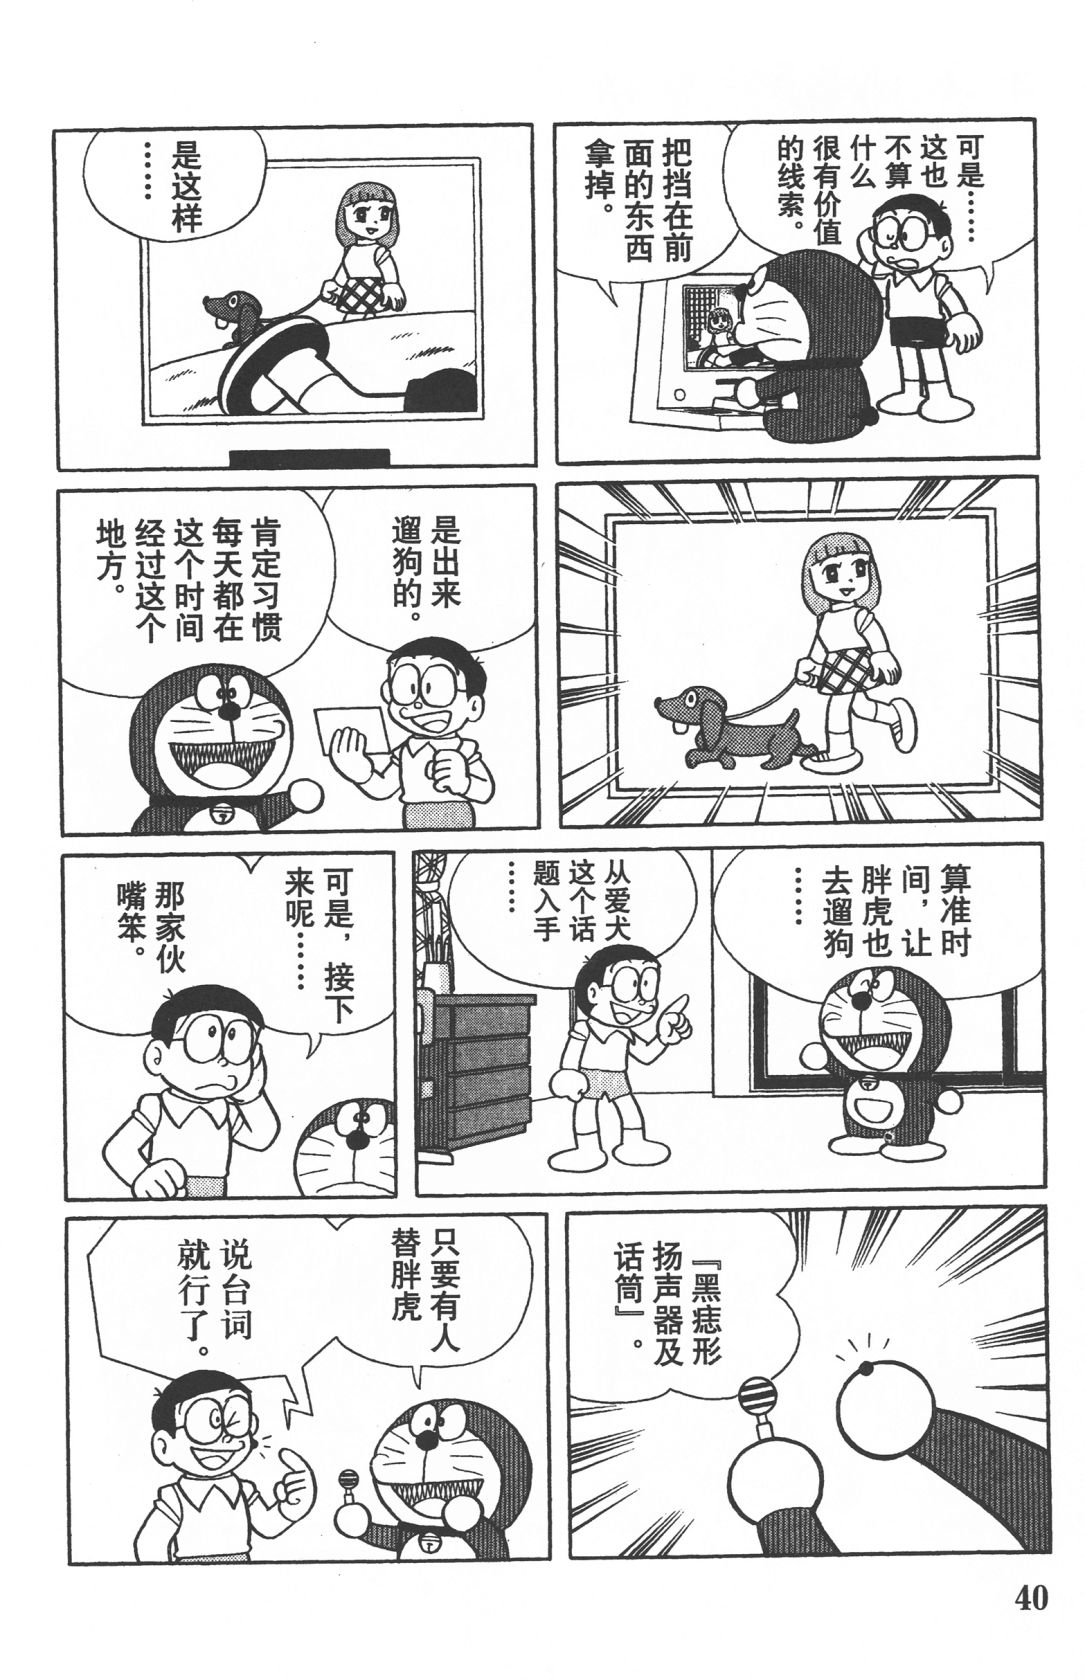 可是……
这也
不算
什么
很有价值
的线索。
把挡在前
面的东西
拿掉。
是这样
……
是出来
遛狗的。
肯定习惯
每天都在
这个时间
经过这个
地方。
算准时
间，让
胖虎也
去遛狗
……
从爱犬
这个话
题入手
……
可是，接下
来呢……
那家伙
嘴笨。
『黑痣形
扬声器及
话筒』。
只要有人
替胖虎
说台词
就行了。
40